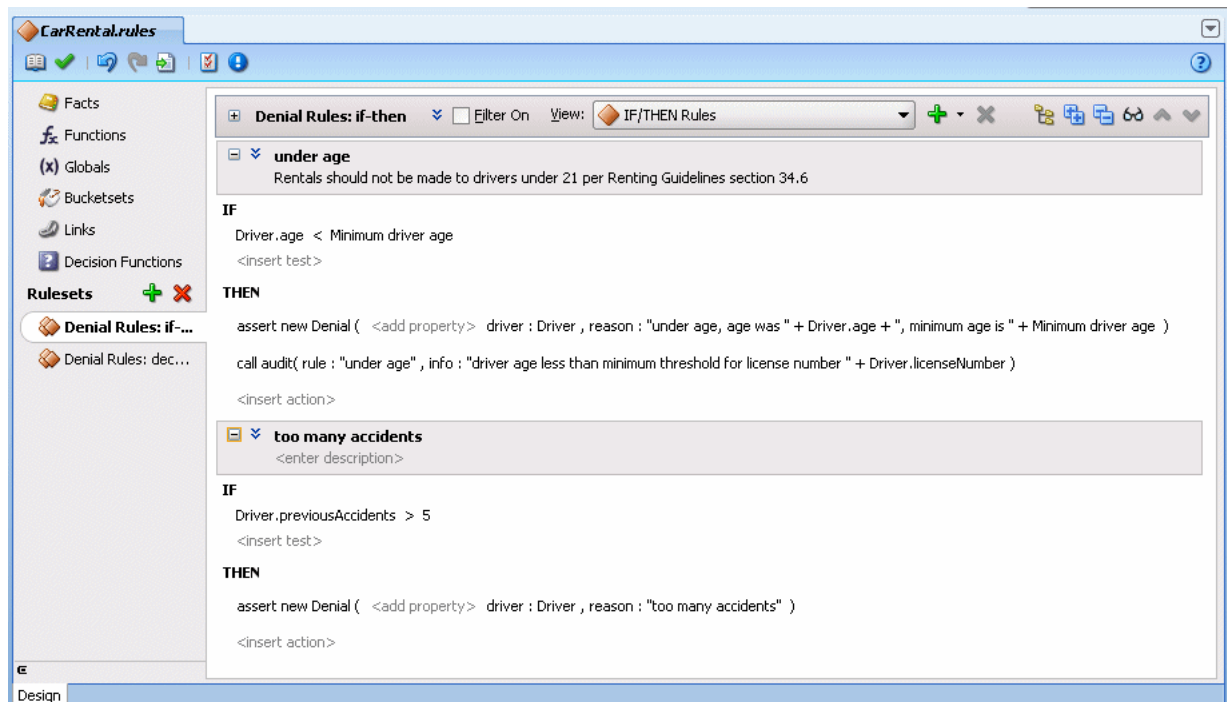 CarRental.rules
Facts
Functions
Globals
Bucketsets
Links
Decision Functions
Rulesets
Denial Rules: if-...
Denial Rules: dec...
Denial Rules: if-then
Filter On
View:
IF/THEN Rules
under age
Rentals should not be made to drivers under 21 per Renting Guidelines section 34.6
IF
Driver.age < Minimum driver age
<insert test>
THEN
assert new Denial ( <add property> driver : Driver , reason : "under age, age was " + Driver.age + ", minimum age is " + Minimum driver age )
call audit( rule : "under age" , info : "driver age less than minimum threshold for license number " + Driver.licenseNumber )
<insert action>
too many accidents
<enter description>
IF
Driver.previousAccidents > 5
<insert test>
THEN
assert new Denial ( <add property> driver : Driver , reason : "too many accidents" )
<insert action>
Design